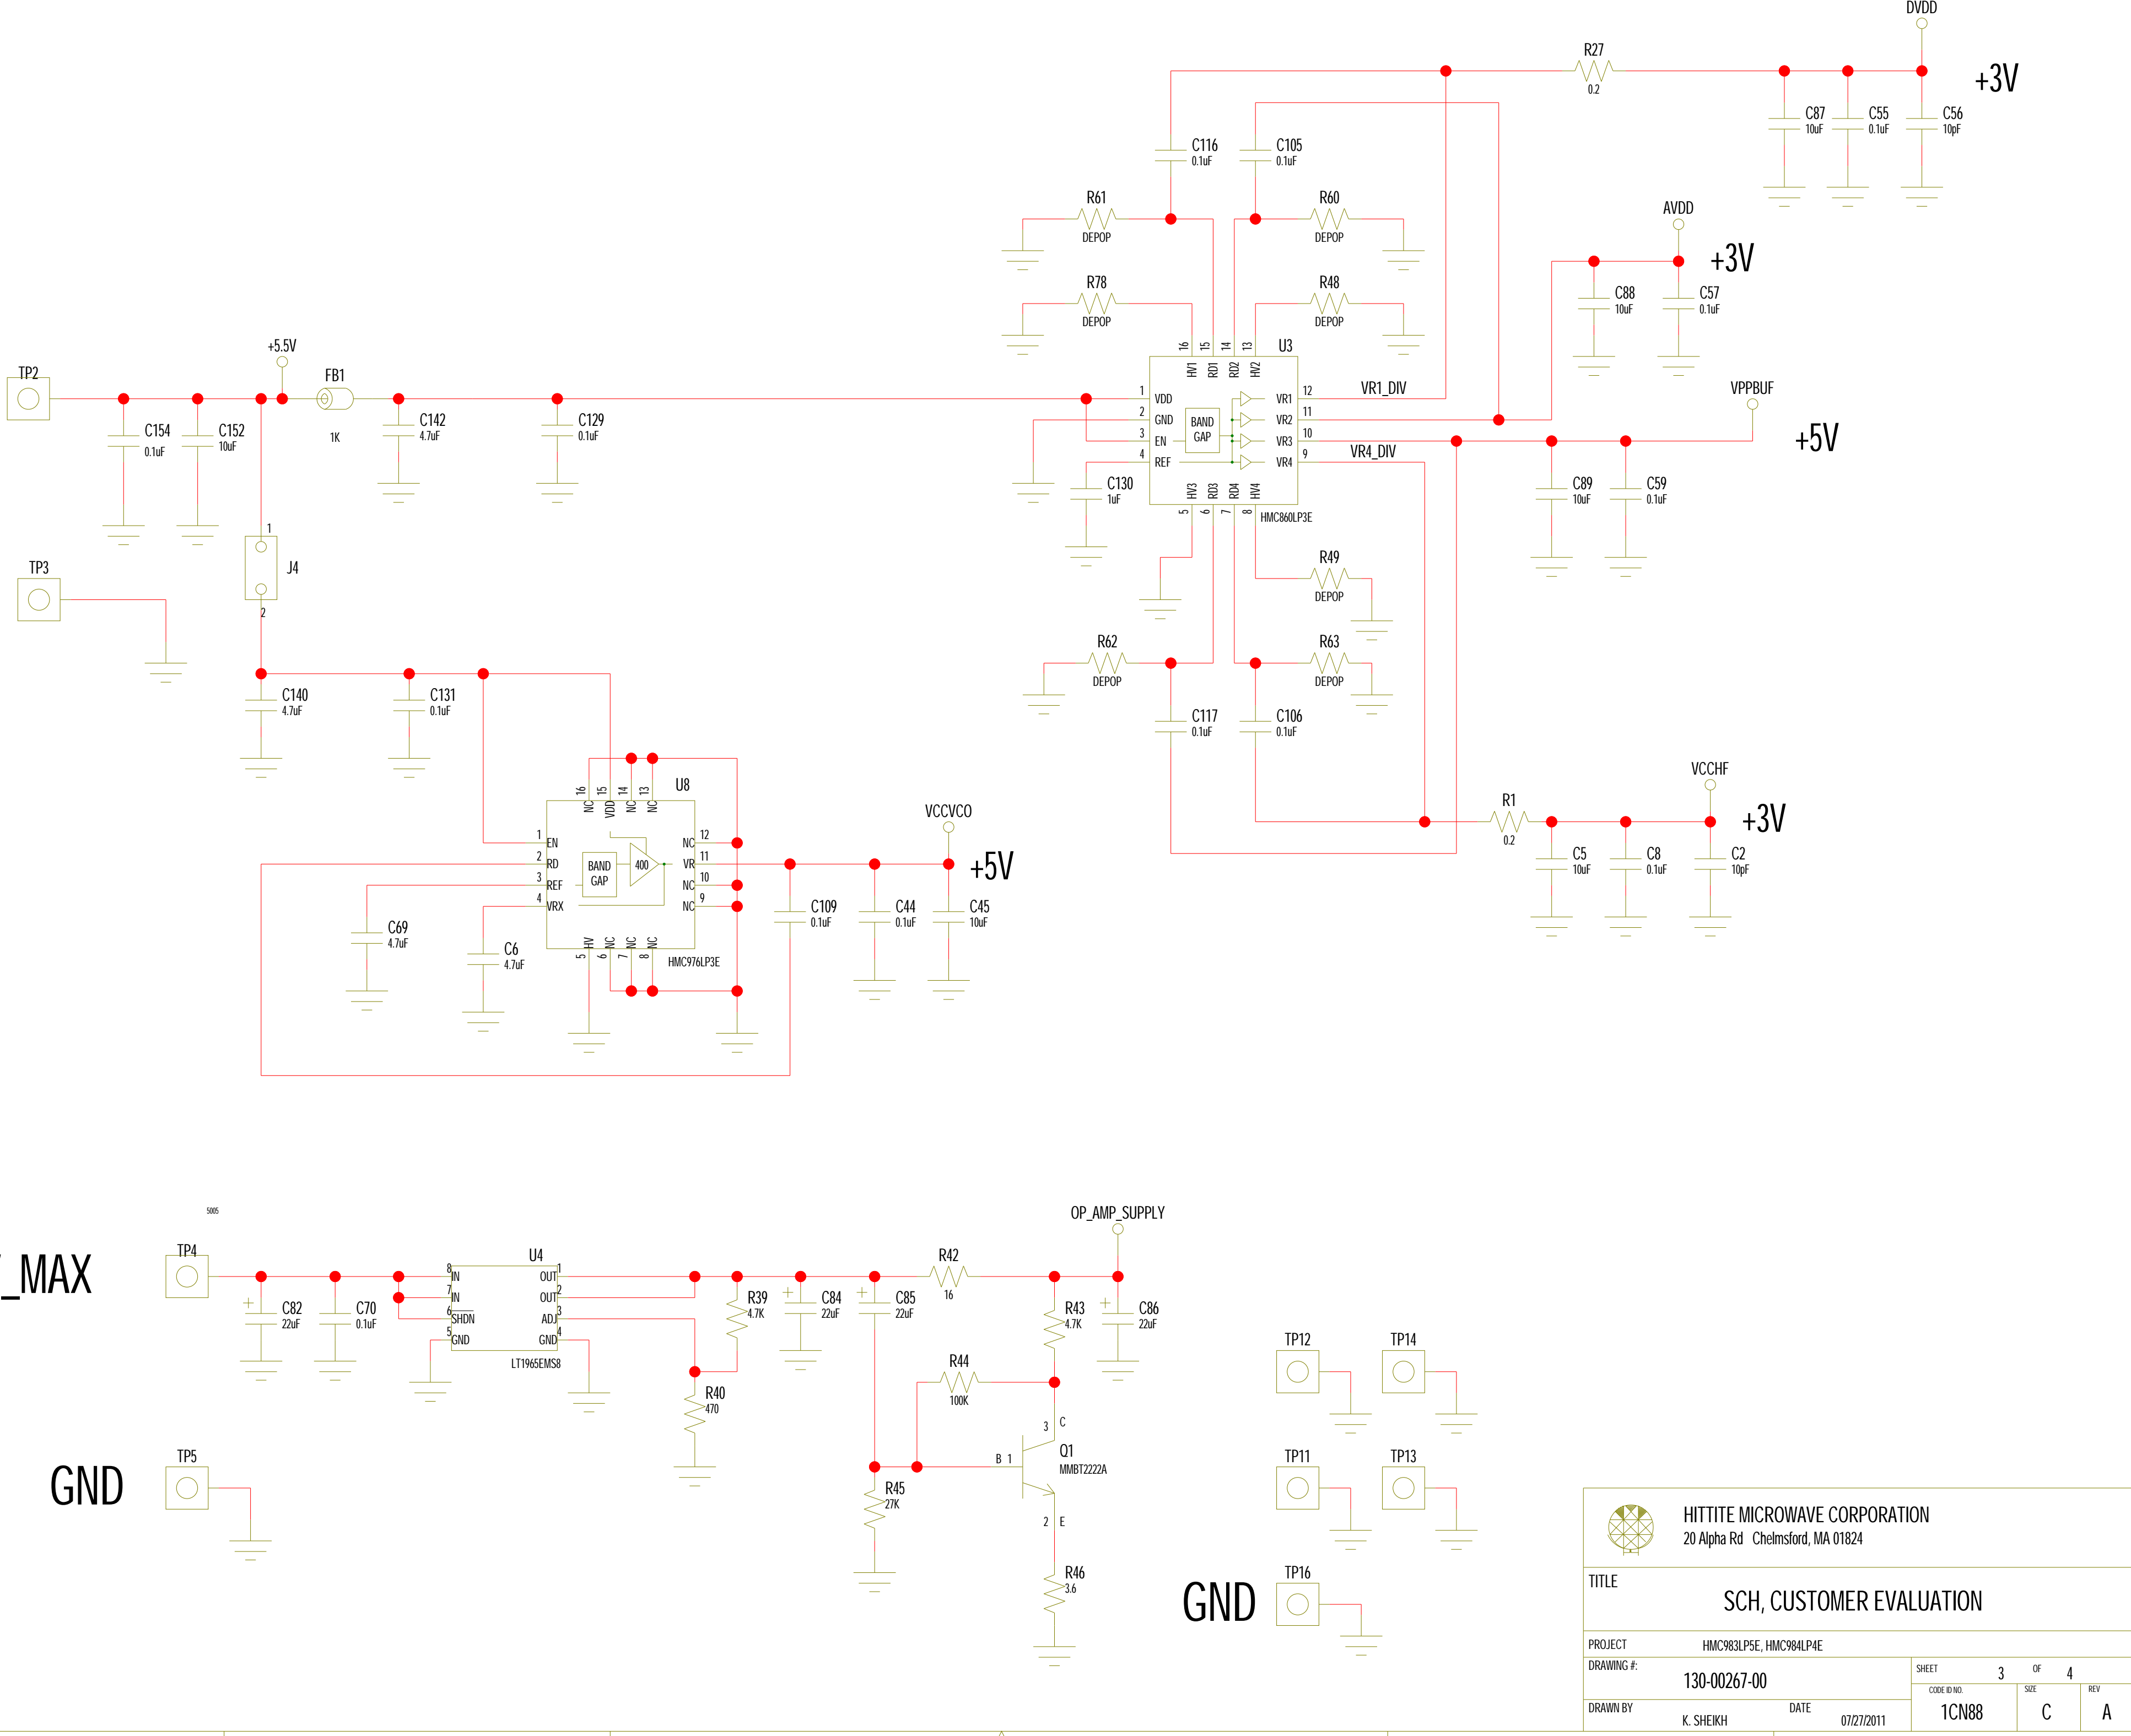 DVDD
+3V
R27
0.2
C87
10uF
C55
0.1uF
C56
10pF
C116
0.1uF
C105
0.1uF
R61
DEPOP
R60
DEPOP
AVDD
+3V
R78
DEPOP
R48
DEPOP
C88
10uF
C57
0.1uF
+5.5V
TP2
FB1
1K
C154
0.1uF
C152
10uF
C142
4.7uF
C129
0.1uF
U3
16 15 14 13
HV1 RD1 RD2 HV2
1 VDD
2 GND
3 EN
4 REF
BAND
GAP
VR1 12
VR2 11
VR3 10
VR4 9
HV3 RD3 RD4 HV4
5 6 7 8
HMC860LP3E
VR1_DIV
VR4_DIV
VPPBUF
+5V
C130
1uF
C89
10uF
C59
0.1uF
1
J4
2
TP3
R49
DEPOP
R62
DEPOP
R63
DEPOP
C140
4.7uF
C131
0.1uF
C117
0.1uF
C106
0.1uF
VCCHF
+3V
R1
0.2
C5
10uF
C8
0.1uF
C2
10pF
U8
16 15 14 13
NC VDD NC NC
1 EN
2 RD
3 REF
4 VRX
BAND
GAP
400
NC 12
VR 11
NC 10
NC 9
HV NC NC NC
5 6 7 8
HMC976LP3E
VCCVCO
+5V
C69
4.7uF
C6
4.7uF
C109
0.1uF
C44
0.1uF
C45
10uF
5005
_MAX
TP4
C82
22uF
C70
0.1uF
U4
8 IN
7 IN
6 SHDN
5 GND
OUT 1
OUT 2
ADJ 3
GND 4
LT1965EMS8
R39
4.7K
R40
470
C84
22uF
C85
22uF
R42
16
OP_AMP_SUPPLY
R43
4.7K
C86
22uF
R44
100K
3 C
B 1
Q1
MMBT2222A
2 E
R45
27K
R46
3.6
GND
TP5
TP12
TP14
TP11
TP13
GND
TP16
HITTITE MICROWAVE CORPORATION
20 Alpha Rd Chelmsford, MA 01824
TITLE
SCH, CUSTOMER EVALUATION
PROJECT HMC983LP5E, HMC984LP4E
DRAWING #:
130-00267-00
SHEET 3 OF 4
CODE ID NO.
1CN88
SIZE
C
REV
A
DRAWN BY
K. SHEIKH
DATE
07/27/2011